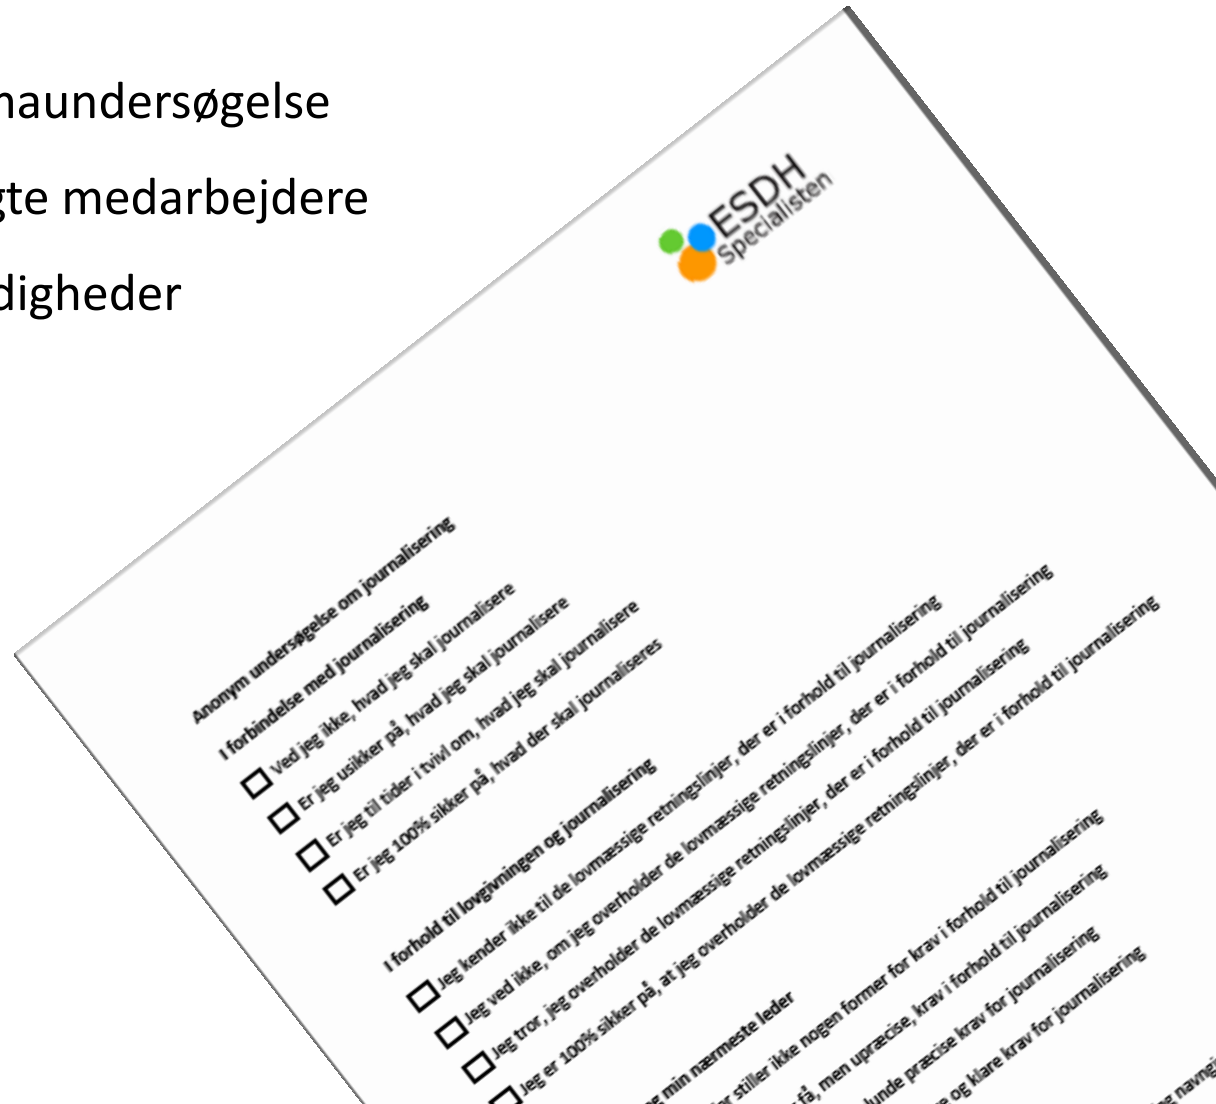 naundersøgelse
gte medarbejdere
digheder
ESDH
Specialisten
Anonym undersøgelse om journalisering
I forbindelse med journalisering
Ved jeg ikke, hvad jeg skal journalisere
Er jeg usikker på, hvad jeg skal journalisere
Er jeg til tider i tvivl om, hvad jeg skal journalisere
Er jeg 100% sikker på, hvad der skal journaliseres
I forhold til lovgivningen og journalisering
Jeg kender ikke til de lovmæssige retningslinjer, der er i forhold til journalisering
Jeg ved ikke, om jeg overholder de lovmæssige retningslinjer, der er i forhold til journalisering
Jeg tror, jeg overholder de lovmæssige retningslinjer, der er i forhold til journalisering
Jeg er 100% sikker på, at jeg overholder de lovmæssige retningslinjer, der er i forhold til journalisering
g min nærmeste leder
r stiller ikke nogen former for krav i forhold til journalisering
få, men upræcise, krav i forhold til journalisering
lunde præcise krav for journalisering
e og klare krav for journalisering
g navngi